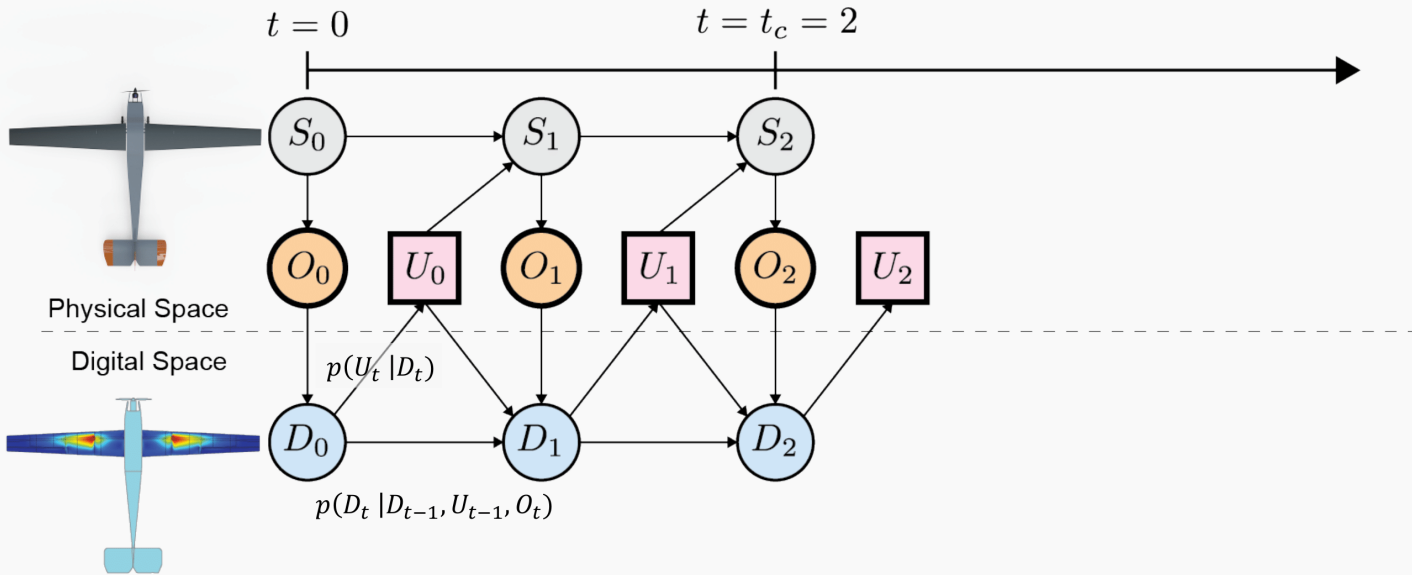 t = 0
t = t_c = 2
S_0
S_1
S_2
O_0
U_0
O_1
U_1
O_2
U_2
Physical Space
Digital Space
p(U_t |D_t)
D_0
D_1
D_2
p(D_t |D_{t−1}, U_{t−1}, O_t)